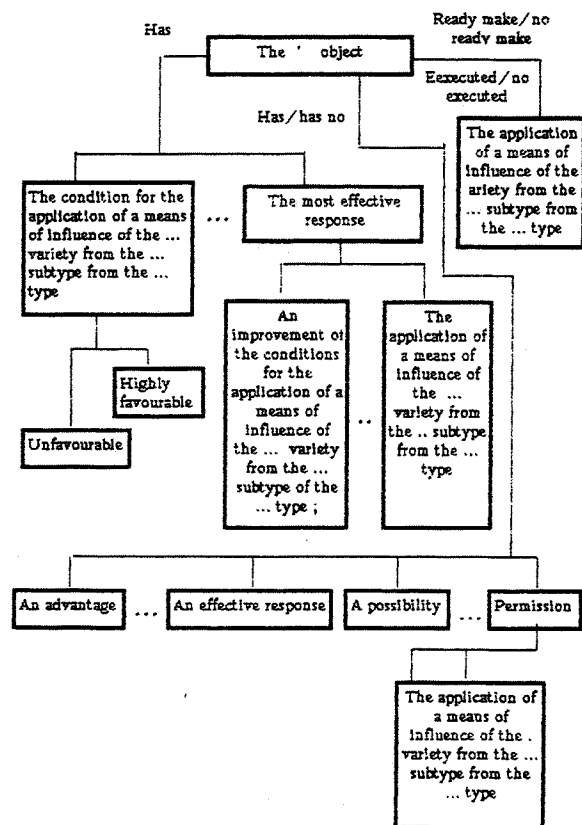 Has
Ready make/no
ready make
The ' object
Eexecuted/no
executed
Has/has no
The application
of a means of
influence of the
ariety from the
... subtype from
the ... type
The condition for the
application of a means
of influence of the ...
variety from the ...
subtype from the ...
type
...
The most effective
response
Highly
favourable
Unfavourable
An
improvement of
the conditions
for the
application of a
means of
influence of
the ... variety
from the ...
subtype of the
... type ;
..
The
application of
a means of
influence of
the ...
variety from
the .. subtype
from the ...
type
An advantage
...
An effective response
A possibility
...
Permission
The application of
a means of
influence of the .
variety from the ...
subtype from the
... type